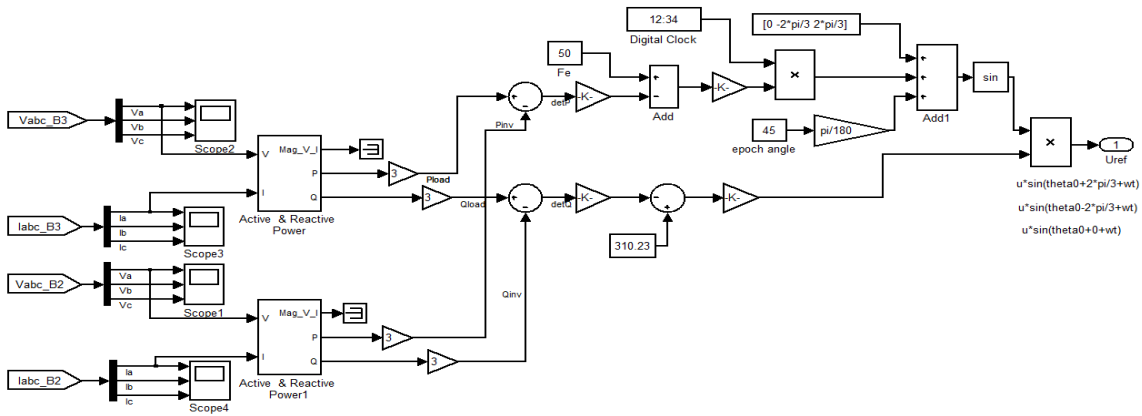 12:34
Digital Clock
[0 -2*pi/3 2*pi/3]
50
Fe
-K-
Add
-K-
×
Add1
sin
45
epoch angle
pi/180
×
1
Uref
u*sin(theta0+2*pi/3+wt)
u*sin(theta0-2*pi/3+wt)
u*sin(theta0+0+wt)
Vabc_B3
Va
Vb
Vc
Scope2
V
I
Mag_V_I
P
Q
Active & Reactive
Power
3
Pload
3
Qload
detP
Pinv
detQ
-K-
310.23
-K-
Qinv
Iabc_B3
Ia
Ib
Ic
Scope3
Vabc_B2
Va
Vb
Vc
Scope1
V
I
Mag_V_I
P
Q
Active & Reactive
Power1
3
3
Iabc_B2
Ia
Ib
Ic
Scope4